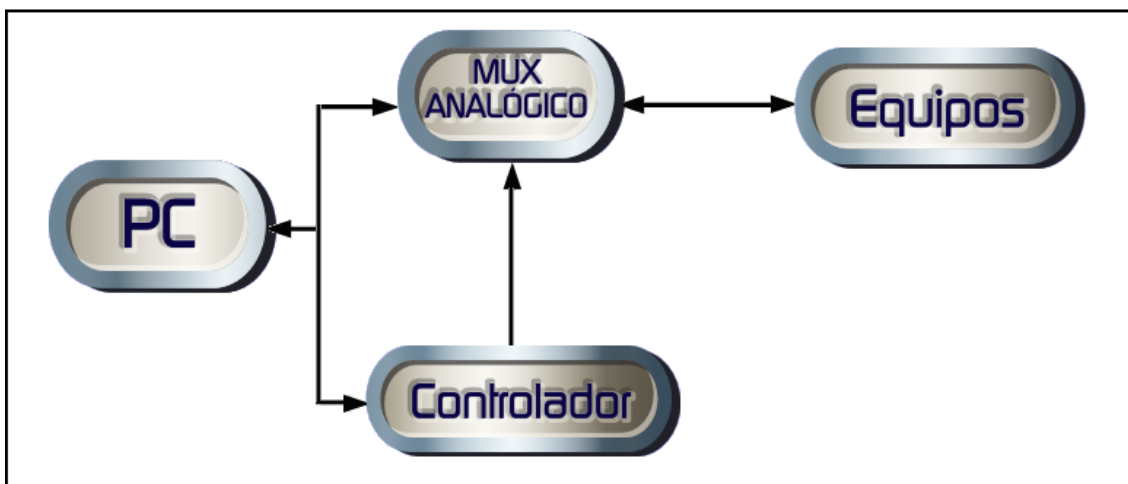 MUX
ANALÓGICO
Equipos
PC
Controlador